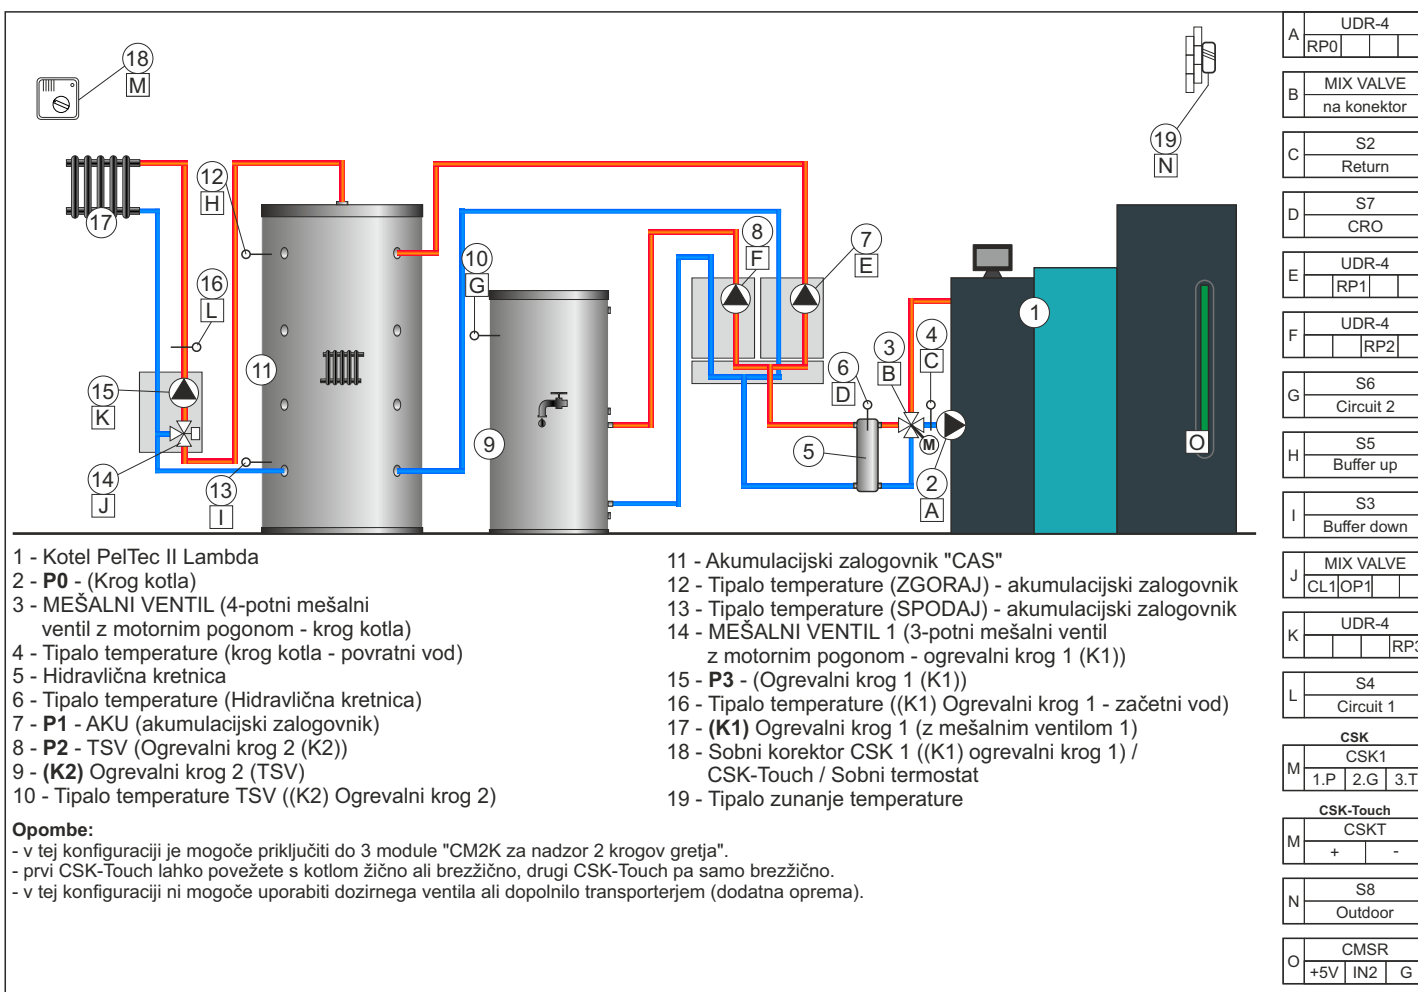 18
M
19
N
12
H
17
16
L
15
K
14
J
13
I
11
10
G
9
8
F
7
E
6
D
5
3
B
4
C
M
2
A
1
O
1 - Kotel PelTec II Lambda
2 - P0 - (Krog kotla)
3 - MEŠALNI VENTIL (4-potni mešalni
ventil z motornim pogonom - krog kotla)
4 - Tipalo temperature (krog kotla - povratni vod)
5 - Hidravlična kretnica
6 - Tipalo temperature (Hidravlična kretnica)
7 - P1 - AKU (akumulacijski zalogovnik)
8 - P2 - TSV (Ogrevalni krog 2 (K2))
9 - (K2) Ogrevalni krog 2 (TSV)
10 - Tipalo temperature TSV ((K2) Ogrevalni krog 2)
11 - Akumulacijski zalogovnik "CAS"
12 - Tipalo temperature (ZGORAJ) - akumulacijski zalogovnik
13 - Tipalo temperature (SPODAJ) - akumulacijski zalogovnik
14 - MEŠALNI VENTIL 1 (3-potni mešalni ventil
z motornim pogonom - ogrevalni krog 1 (K1))
15 - P3 - (Ogrevalni krog 1 (K1))
16 - Tipalo temperature ((K1) Ogrevalni krog 1 - začetni vod)
17 - (K1) Ogrevalni krog 1 (z mešalnim ventilom 1)
18 - Sobni korektor CSK 1 ((K1) ogrevalni krog 1) /
CSK-Touch / Sobni termostat
19 - Tipalo zunanje temperature
Opombe:
- v tej konfiguraciji je mogoče priključiti do 3 module "CM2K za nadzor 2 krogov gretja".
- prvi CSK-Touch lahko povežete s kotlom žično ali brezžično, drugi CSK-Touch pa samo brezžično.
- v tej konfiguraciji ni mogoče uporabiti dozirnega ventila ali dopolnilo transporterjem (dodatna oprema).
A UDR-4
RP0
B MIX VALVE
na konektor
C S2
Return
D S7
CRO
E UDR-4
RP1
F UDR-4
RP2
G S6
Circuit 2
H S5
Buffer up
I S3
Buffer down
J MIX VALVE
CL1 OP1
K UDR-4
RP3
L S4
Circuit 1
CSK
M CSK1
1.P 2.G 3.T
CSK-Touch
M CSKT
+ -
N S8
Outdoor
O CMSR
+5V IN2 G